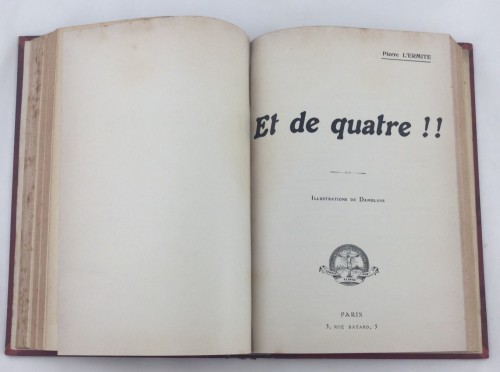 Pierre L'ERMITE
Et de quatre !!
Illustrations de Damblans
PARIS
5, RUE BAYARD, 5